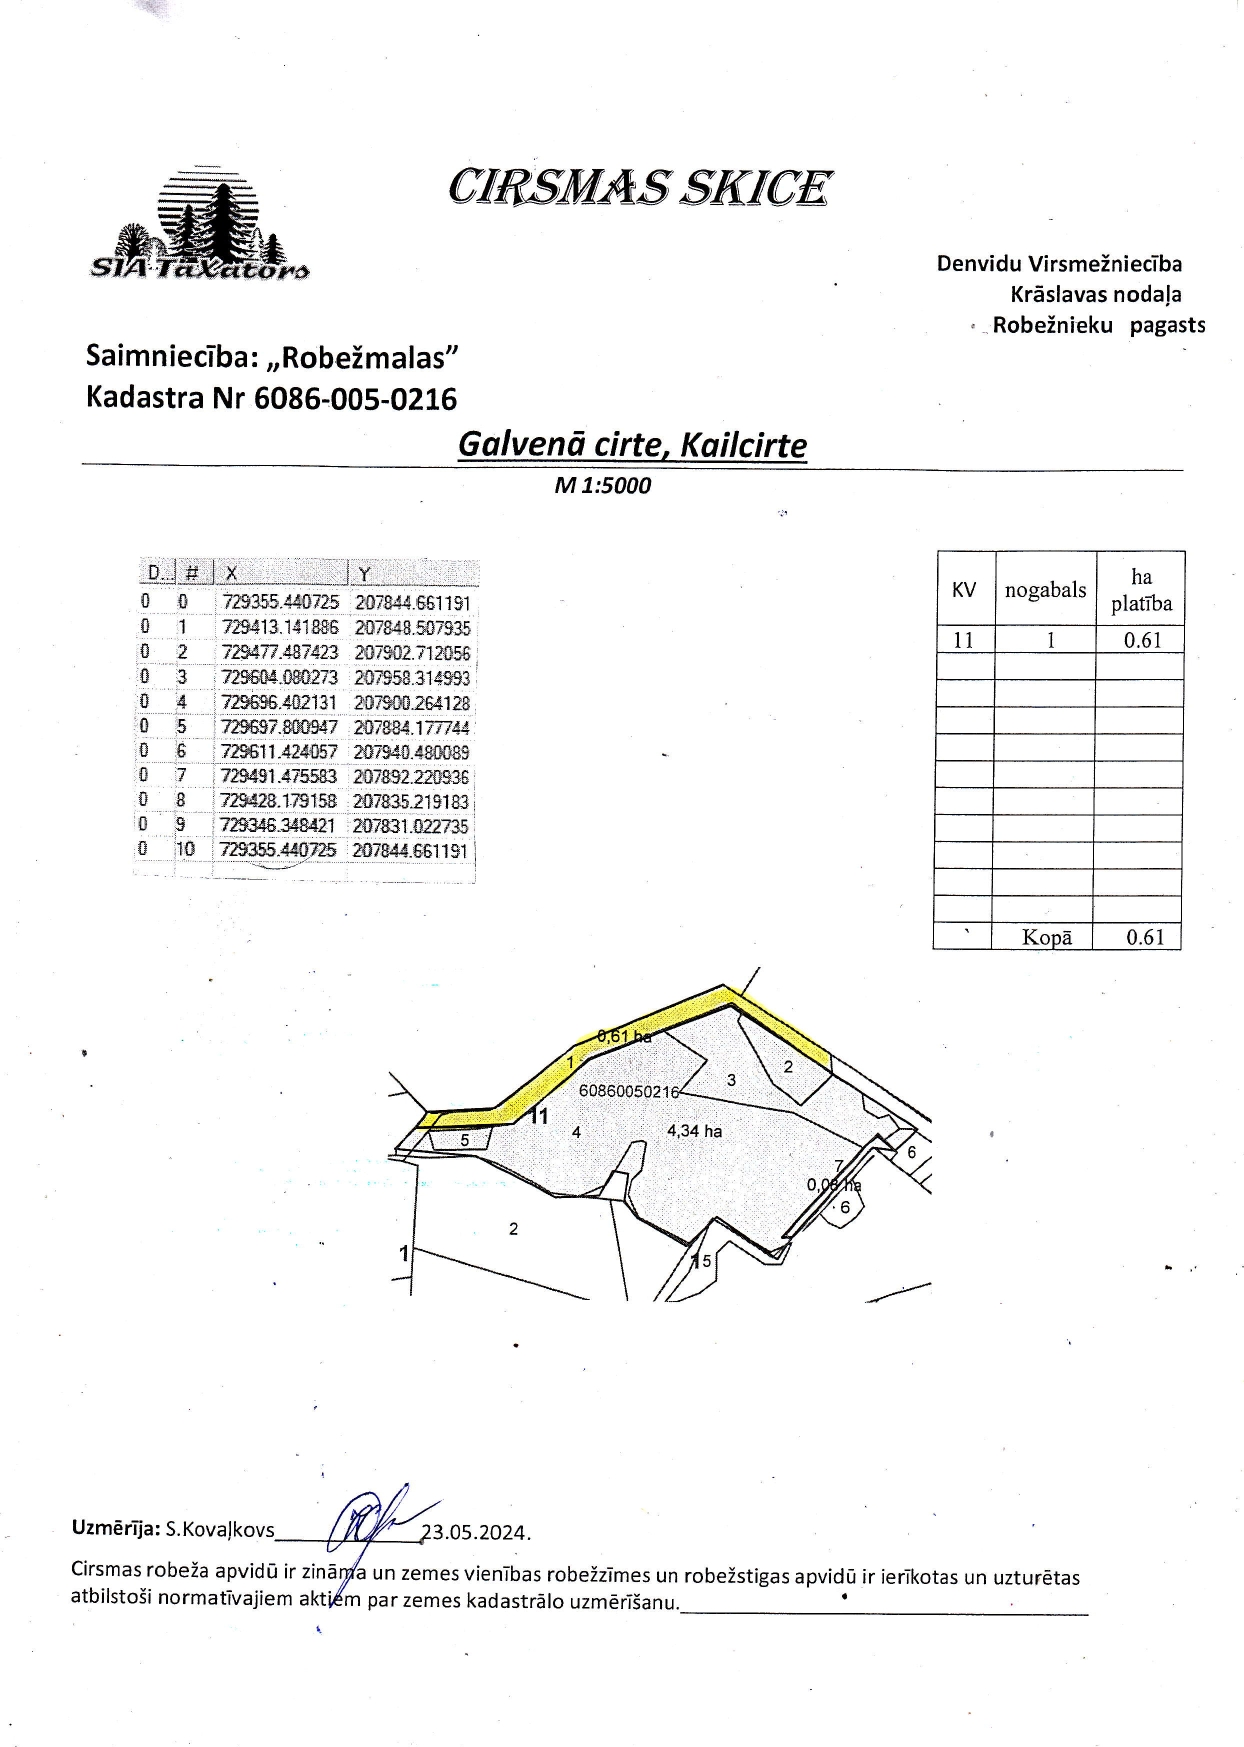 CIRSMAS SKICE
SIA TaXators
Denvidu Virsmežniecība
Krāslavas nodaļa
Robežnieku pagasts
Saimniecība: „Robežmalas”
Kadastra Nr 6086-005-0216
Galvenā cirte, Kailcirte
M 1:5000
D... # X Y
0 0 729355.440725 207844.661191
0 1 729413.141886 207848.507935
0 2 729477.487423 207902.712056
0 3 729604.080273 207958.314993
0 4 729696.402131 207900.264128
0 5 729697.800947 207884.177744
0 6 729611.424057 207940.480089
0 7 729491.475583 207892.220936
0 8 729428.179158 207835.219183
0 9 729346.348421 207831.022735
0 10 729355.440725 207844.661191
KV nogabals ha platība
11 1 0.61
Kopā 0.61
0,61 ha
1
2
3
60860050216
11
4
4,34 ha
5
6
7
0,08 ha
6
2
1
15
Uzmērīja: S.Kovaļkovs 23.05.2024.
Cirsmas robeža apvidū ir zināma un zemes vienības robežzīmes un robežstigas apvidū ir ierīkotas un uzturētas
atbilstoši normatīvajiem aktiem par zemes kadastrālo uzmērīšanu.